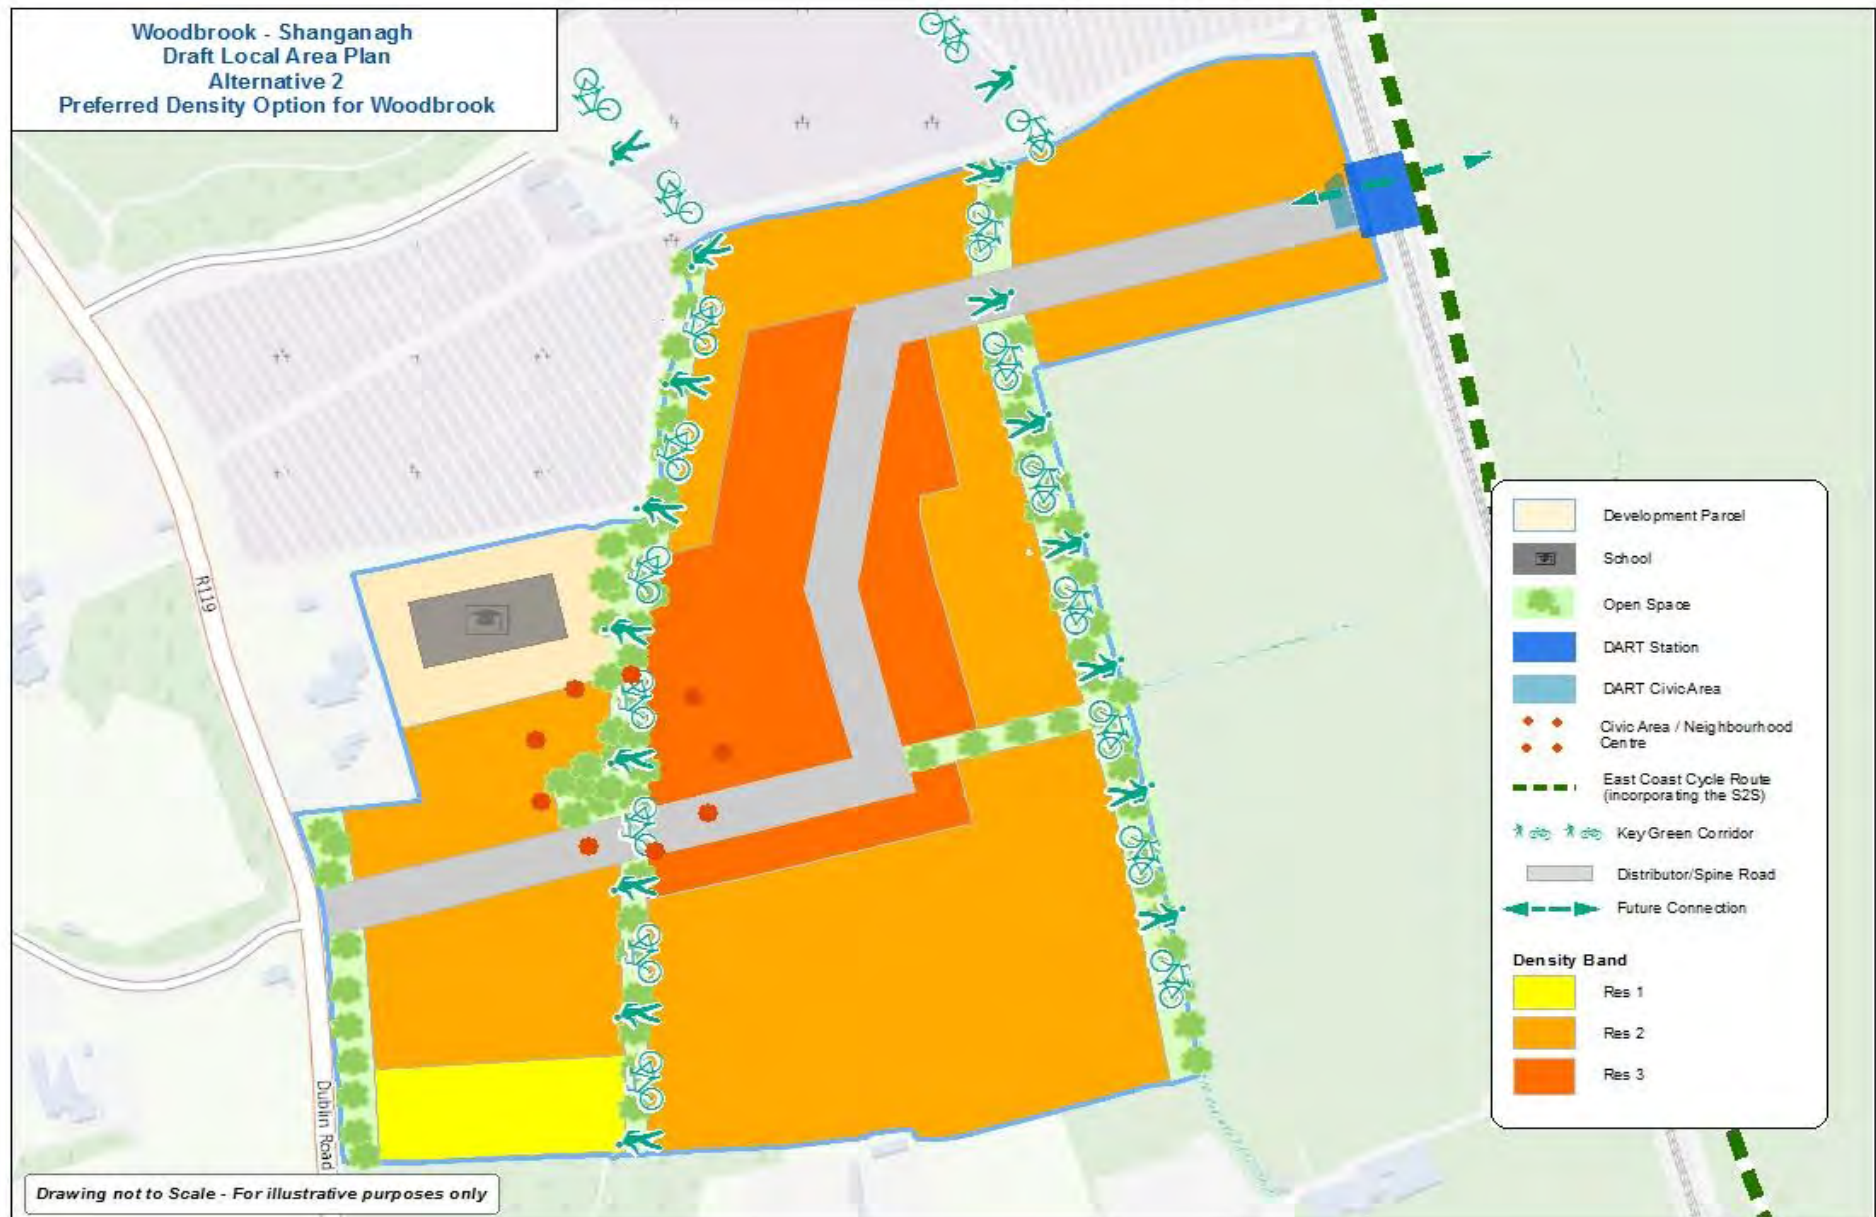 Woodbrook - Shanganagh
Draft Local Area Plan
Alternative 2
Preferred Density Option for Woodbrook
R119
Dublin Road
Development Parcel
School
Open Space
DART Station
DART Civic Area
Civic Area / Neighbourhood
Centre
East Coast Cycle Route
(incorporating the S2S)
Key Green Corridor
Distributor/Spine Road
Future Connection
Density Band
Res 1
Res 2
Res 3
Drawing not to Scale - For illustrative purposes only